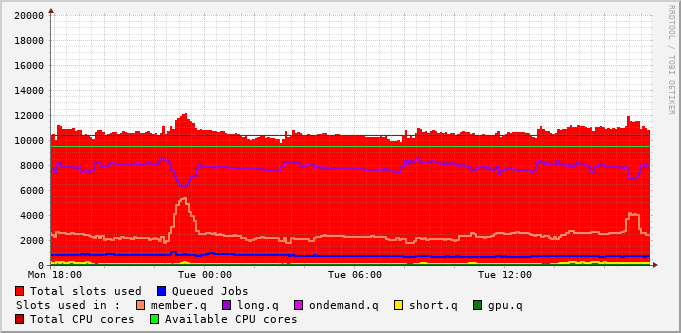 20000
18000
16000
14000
12000
10000
8000
6000
4000
2000
0
Mon 18:00 Tue 00:00 Tue 06:00 Tue 12:00
RRDTOOL / TOBI OETIKER
Total slots used Queued Jobs
Slots used in : member.q long.q ondemand.q short.q gpu.q
Total CPU cores Available CPU cores